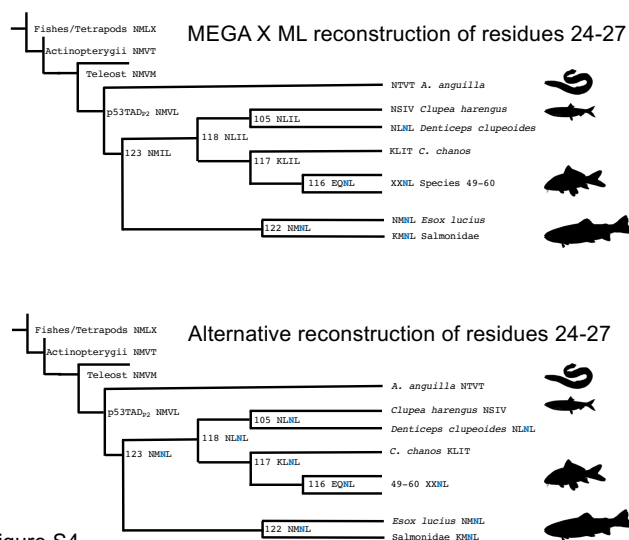 MEGA X ML reconstruction of residues 24-27
Fishes/Tetrapods NMLX
Actinopterygii NMVT
Teleost NMVM
NTVT A. anguilla
p53TADP2 NMVL
NSIV Clupea harengus
105 NLIL
NLNL Denticeps clupeoides
118 NLIL
123 NMIL
KLIT C. chanos
117 KLIL
116 EQNL
XXNL Species 49-60
NMNL Esox lucius
122 NMNL
KMNL Salmonidae
Alternative reconstruction of residues 24-27
Fishes/Tetrapods NMLX
Actinopterygii NMVT
Teleost NMVM
A. anguilla NTVT
p53TADP2 NMVL
Clupea harengus NSIV
105 NLNL
Denticeps clupeoides NLNL
118 NLNL
123 NMNL
C. chanos KLIT
117 KLNL
116 EQNL
49-60 XXNL
Esox lucius NMNL
122 NMNL
Salmonidae KMNL